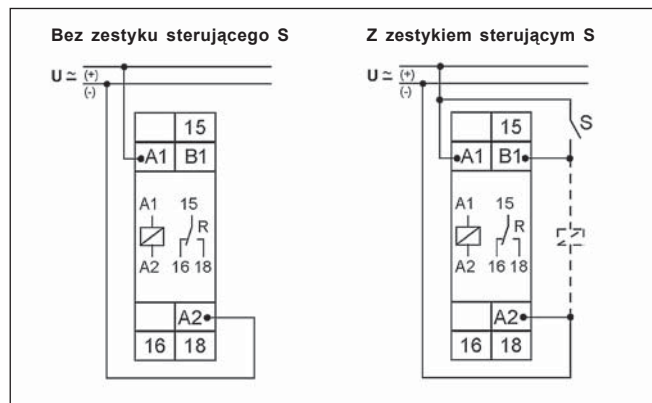 Bez zestyku sterującego S
U ≃ (+)
(-)
15
A1 B1
A1 15
R
A2 16 18
A2
16 18
Z zestykiem sterującym S
U ≃ (+)
(-)
S
15
A1 B1
A1 15
R
A2 16 18
A2
16 18